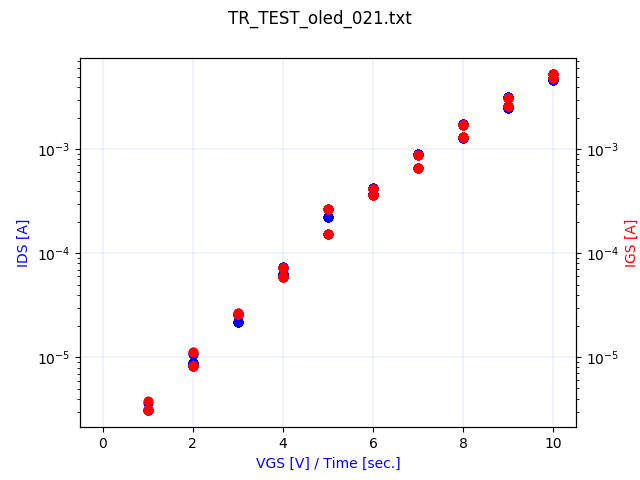 TR_TEST_oled_021.txt
10⁻³
10⁻⁴
10⁻⁵
IDS [A]
10⁻³
10⁻⁴
10⁻⁵
IGS [A]
0 2 4 6 8 10
VGS [V] / Time [sec.]